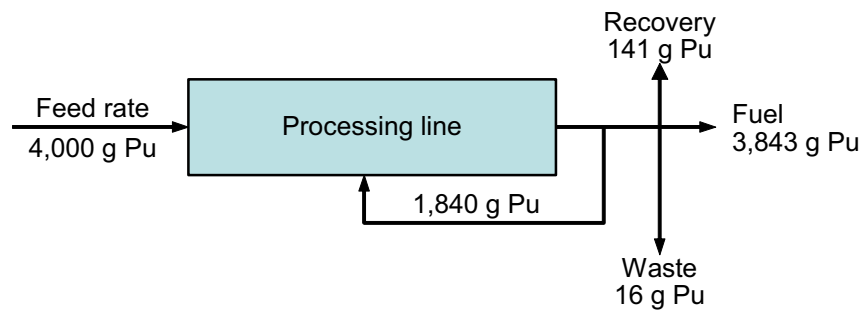 Recovery
141 g Pu
Feed rate
4,000 g Pu
Processing line
Fuel
3,843 g Pu
1,840 g Pu
Waste
16 g Pu